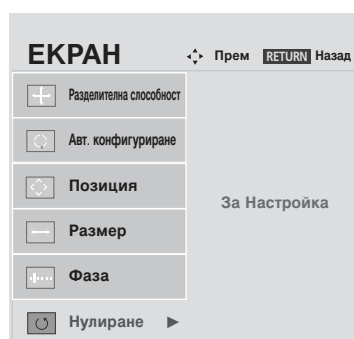 ЕКРАН
Прем RETURN Назад
Разделителна способност
Авт. конфигуриране
Позиция
За Настройка
Размер
Фаза
Нулиране ►